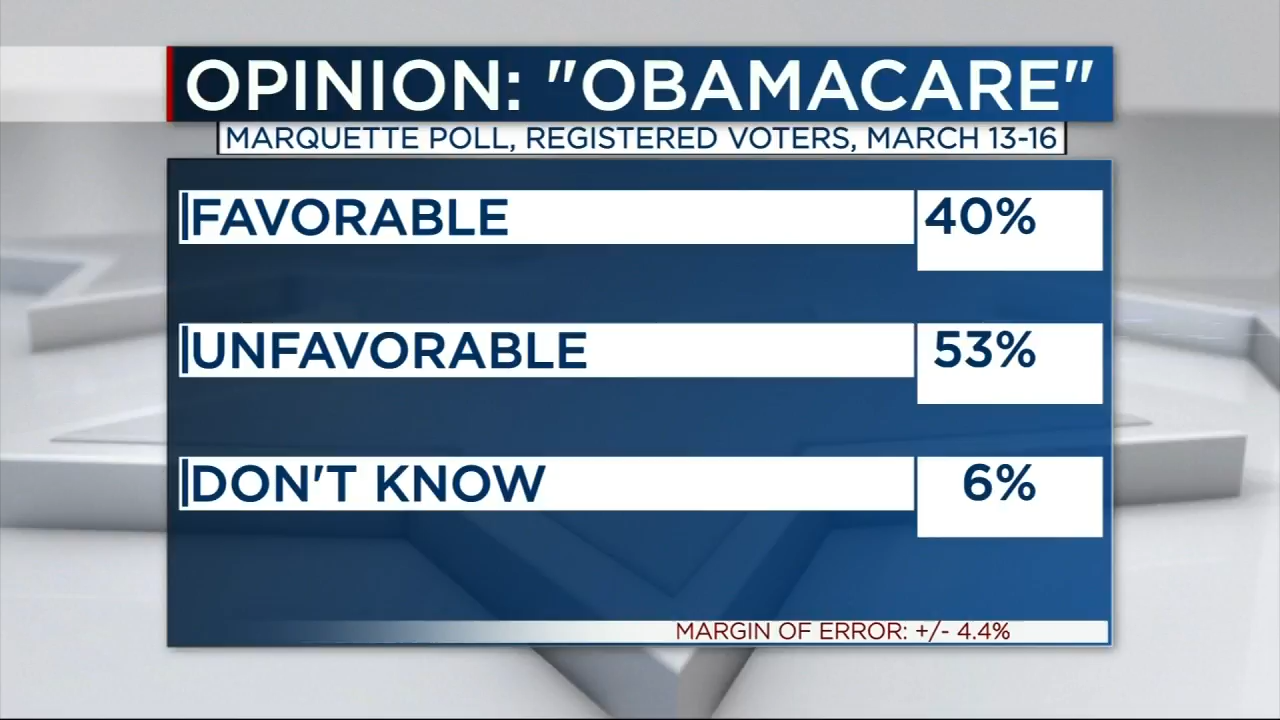 OPINION: "OBAMACARE"
MARQUETTE POLL, REGISTERED VOTERS, MARCH 13-16
FAVORABLE 40%
UNFAVORABLE 53%
DON'T KNOW 6%
MARGIN OF ERROR: +/- 4.4%